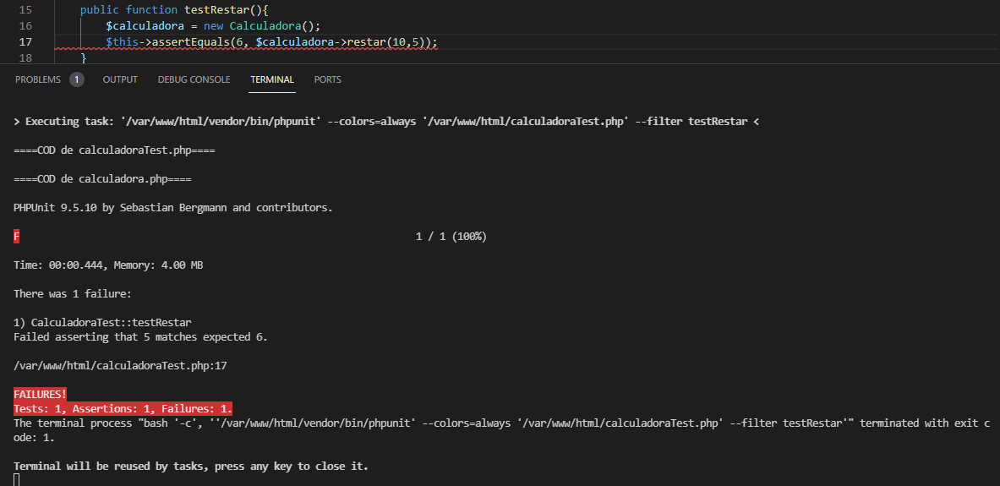 15 public function testRestar(){
16 $calculadora = new Calculadora();
17 $this->assertEquals(6, $calculadora->restar(10,5));
18 }
PROBLEMS 1 OUTPUT DEBUG CONSOLE TERMINAL PORTS
> Executing task: '/var/www/html/vendor/bin/phpunit' --colors=always '/var/www/html/calculadoraTest.php' --filter testRestar <
====COD de calculadoraTest.php====
====COD de calculadora.php====
PHPUnit 9.5.10 by Sebastian Bergmann and contributors.
F 1 / 1 (100%)
Time: 00:00.444, Memory: 4.00 MB
There was 1 failure:
1) CalculadoraTest::testRestar
Failed asserting that 5 matches expected 6.
/var/www/html/calculadoraTest.php:17
FAILURES!
Tests: 1, Assertions: 1, Failures: 1.
The terminal process "bash '-c', ''/var/www/html/vendor/bin/phpunit' --colors=always '/var/www/html/calculadoraTest.php' --filter testRestar'" terminated with exit c
ode: 1.
Terminal will be reused by tasks, press any key to close it.